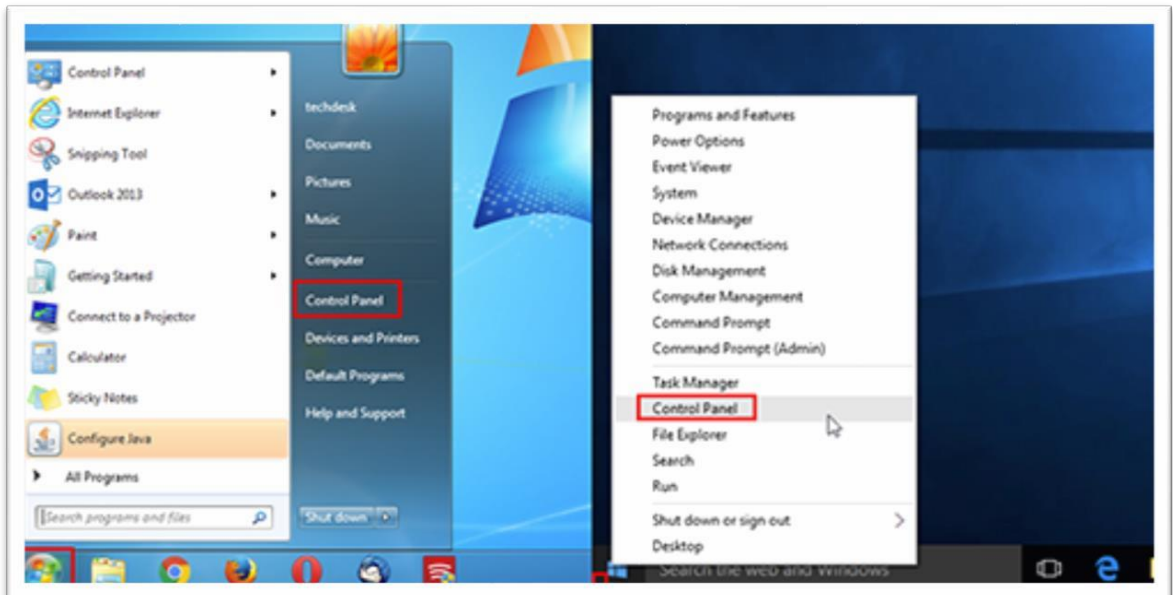 Control Panel
Internet Explorer
Snipping Tool
Outlook 2013
Paint
Getting Started
Connect to a Projector
Calculator
Sticky Notes
Configure Java
All Programs
Search programs and files
techdesk
Documents
Pictures
Music
Computer
Control Panel
Devices and Printers
Default Programs
Help and Support
Shut down
Programs and Features
Power Options
Event Viewer
System
Device Manager
Network Connections
Disk Management
Computer Management
Command Prompt
Command Prompt (Admin)
Task Manager
Control Panel
File Explorer
Search
Run
Shut down or sign out
Desktop
Search the web and Windows